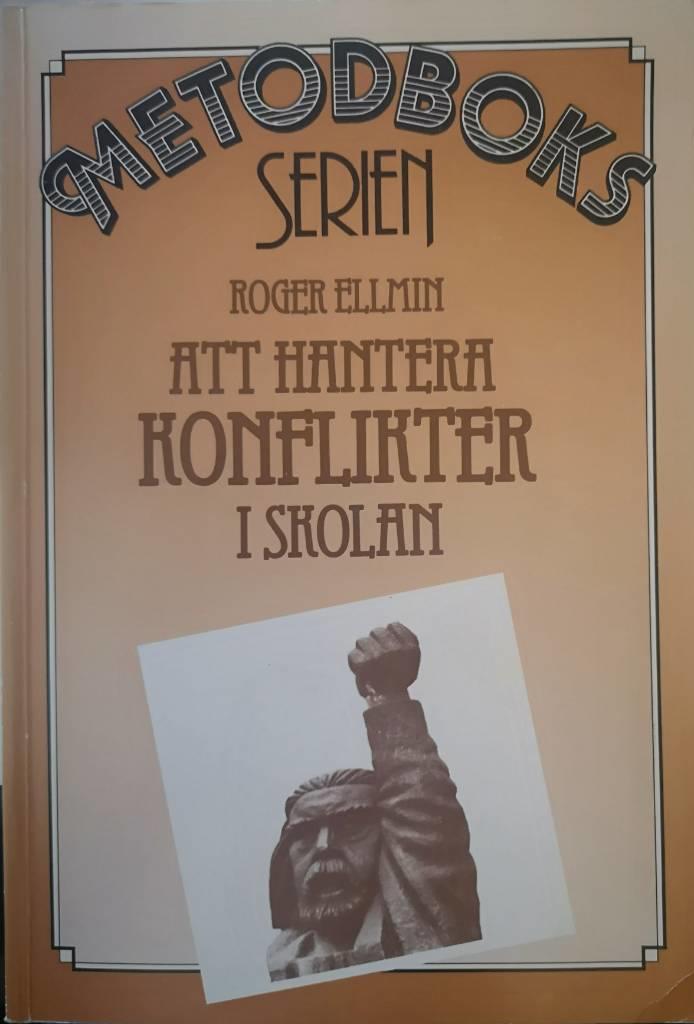 METODBOKS
SERIEN
ROGER ELLMIN
ATT HANTERA
KONFLIKTER
I SKOLAN